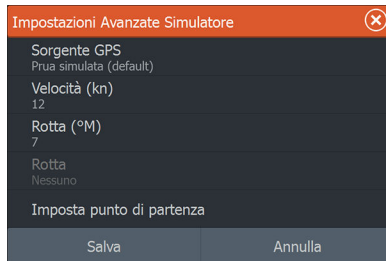 Impostazioni Avanzate Simulatore
Sorgente GPS
Prua simulata (default)
Velocità (kn)
12
Rotta (°M)
7
Rotta
Nessuno
Imposta punto di partenza
Salva Annulla